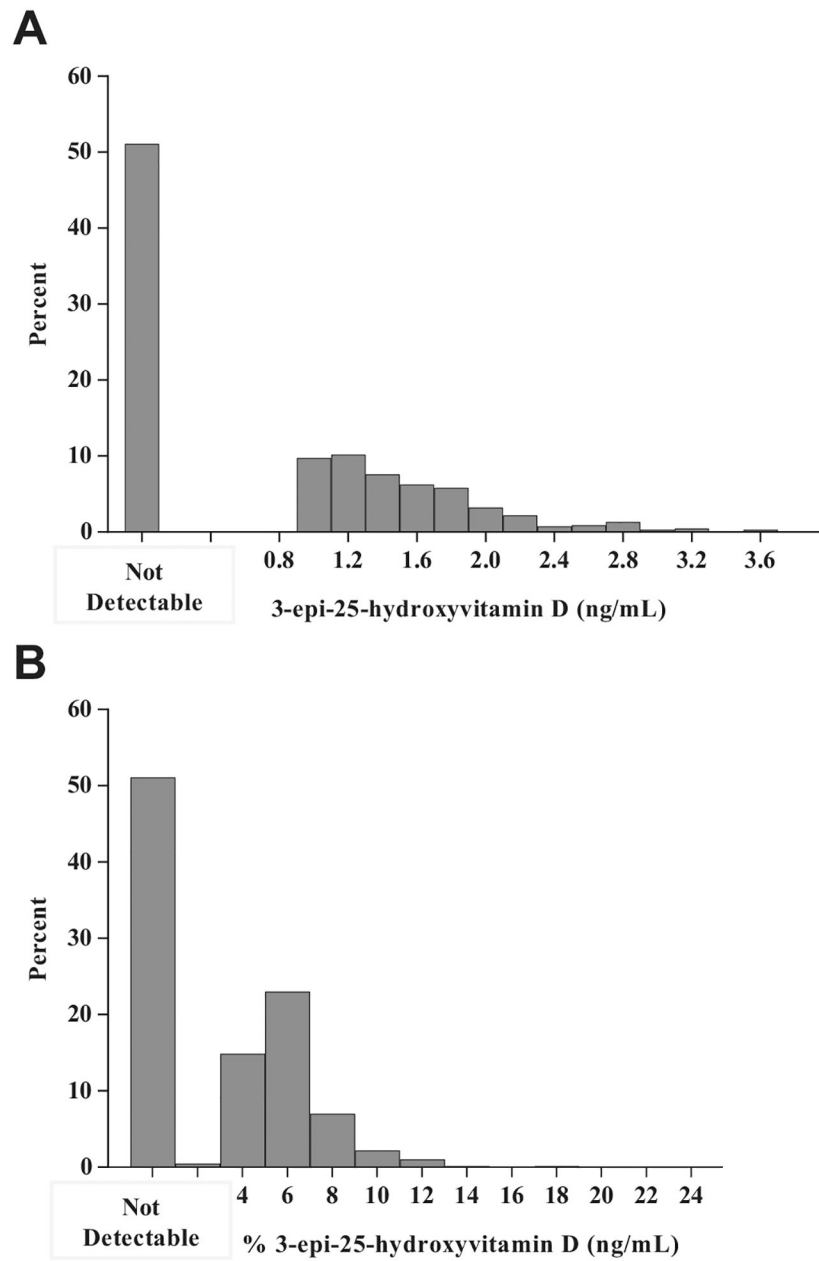 A
60
50
40
30
20
10
0
Percent
0.8 1.2 1.6 2.0 2.4 2.8 3.2 3.6
Not
Detectable
3-epi-25-hydroxyvitamin D (ng/mL)
B
60
50
40
30
20
10
0
Percent
4 6 8 10 12 14 16 18 20 22 24
Not
Detectable
% 3-epi-25-hydroxyvitamin D (ng/mL)